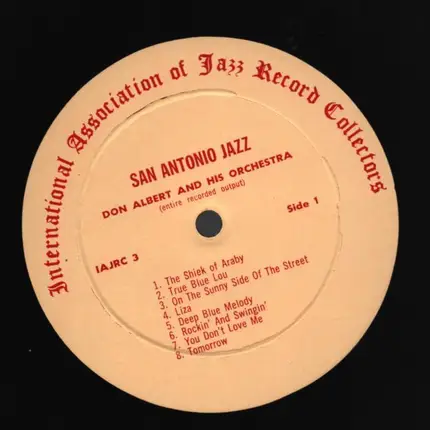 International Association of Jazz Record Collectors
SAN ANTONIO JAZZ
DON ALBERT AND HIS ORCHESTRA
(entire recorded output)
Side 1
IAJRC 3
1. The Shiek of Araby
2. True Blue Lou
3. On The Sunny Side Of The Street
4. Liza
5. Deep Blue Melody
6. Rockin' And Swingin'
7. You Don't Love Me
8. Tomorrow